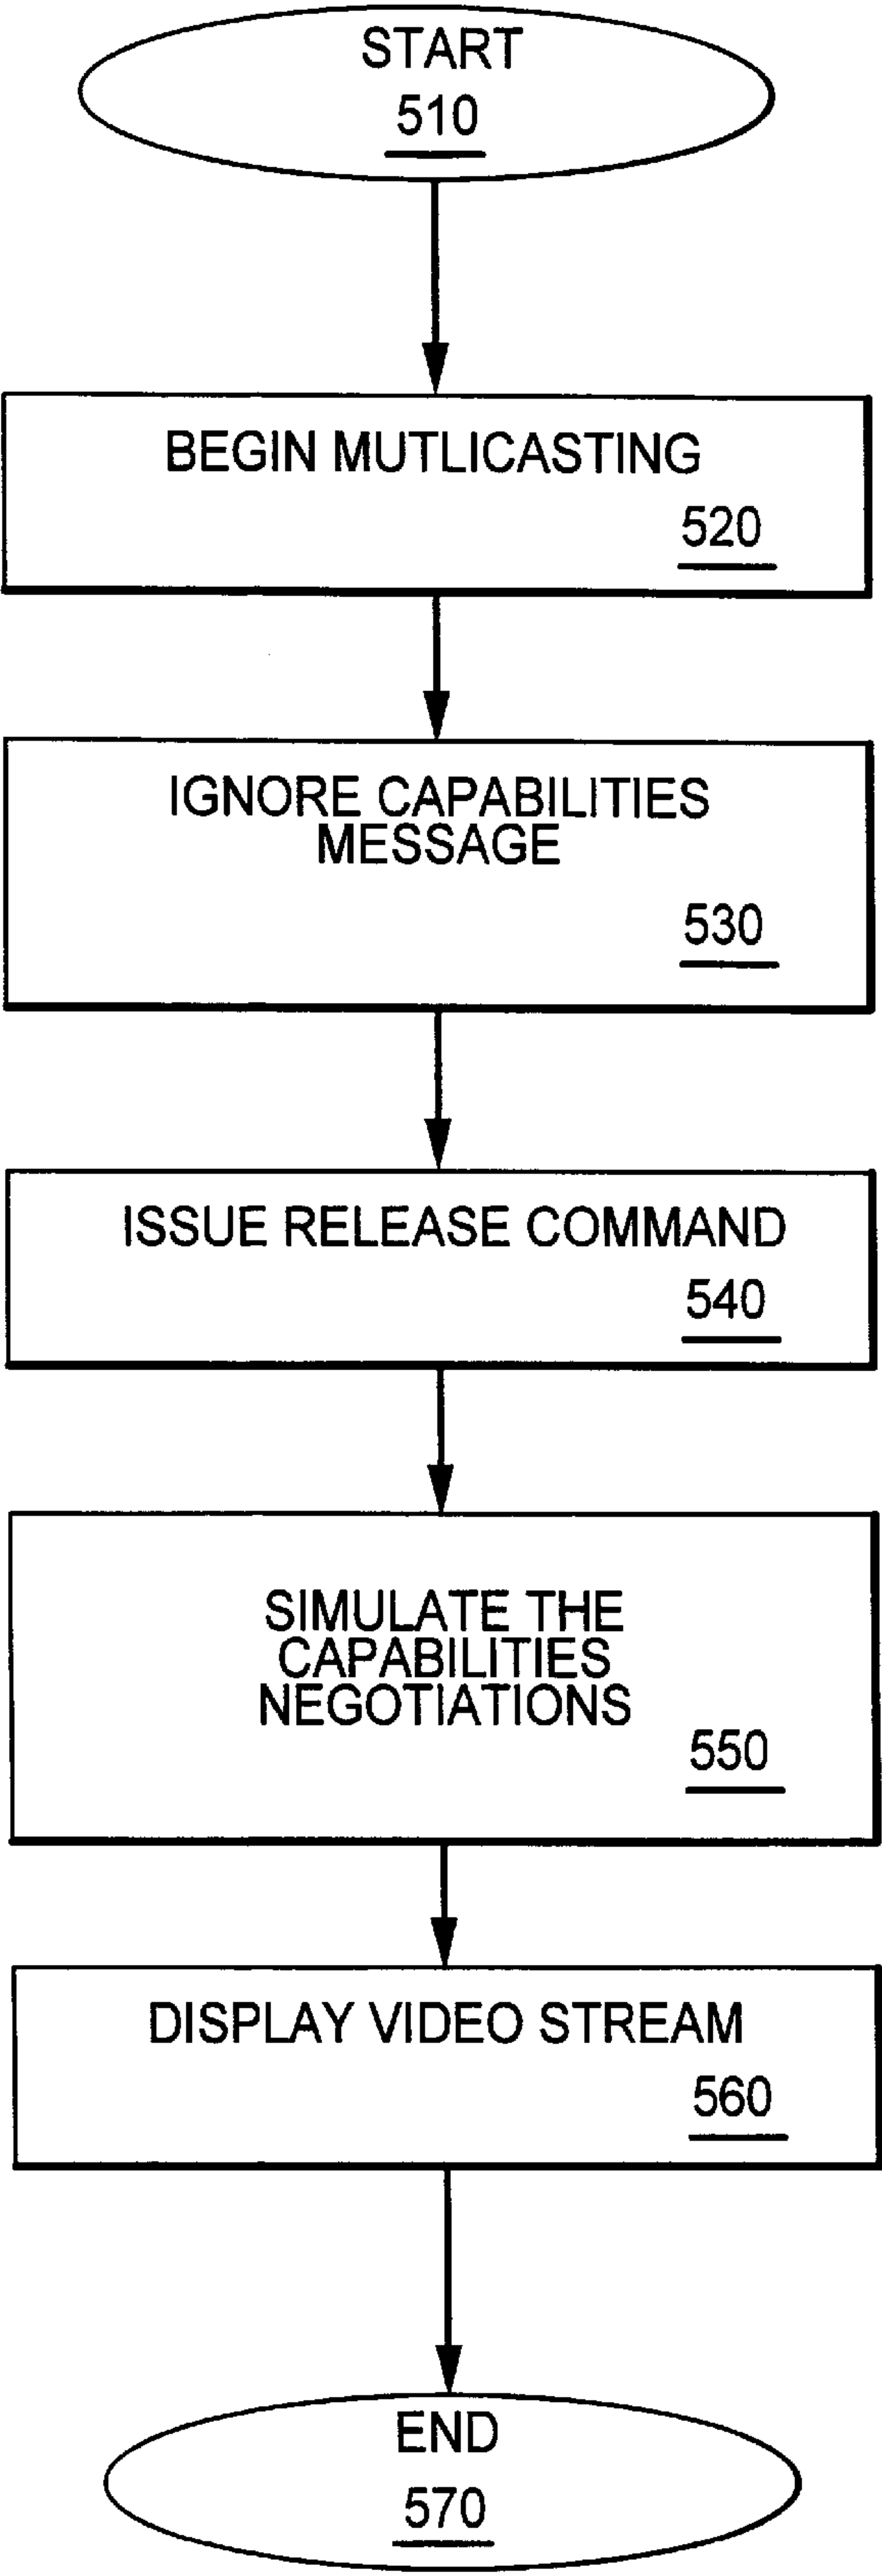 START
510
BEGIN MUTLICASTING
520
IGNORE CAPABILITIES
MESSAGE
530
ISSUE RELEASE COMMAND
540
SIMULATE THE
CAPABILITIES
NEGOTIATIONS
550
DISPLAY VIDEO STREAM
560
END
570